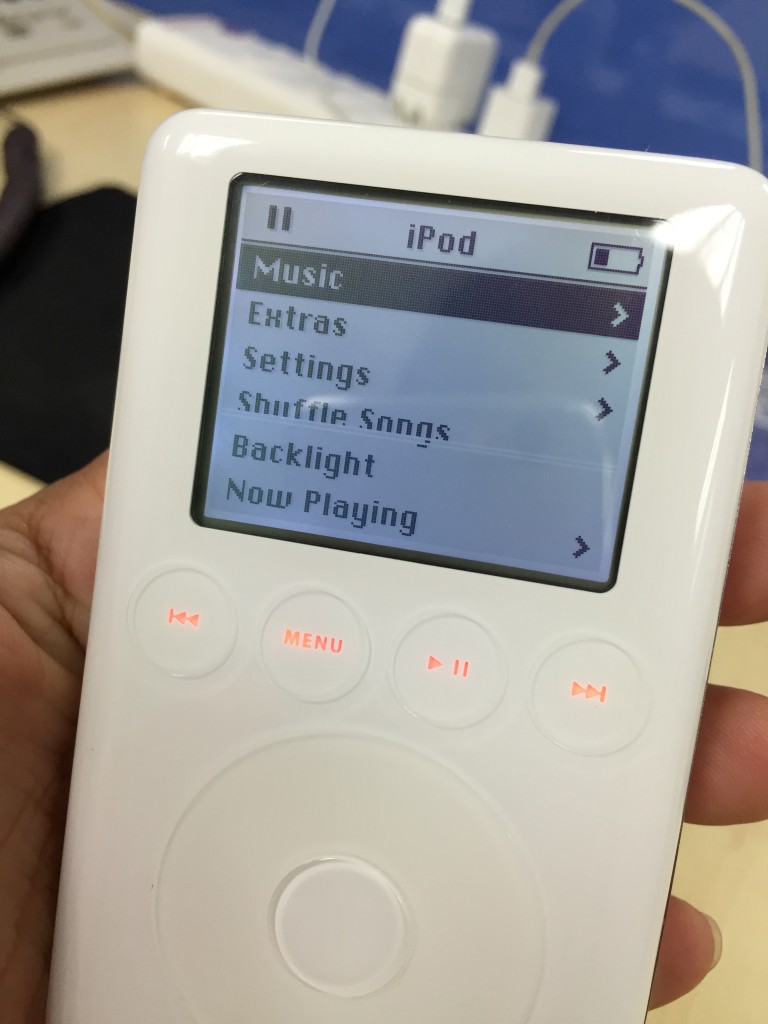 iPod
Music
Extras
Settings
Shuffle Songs
Backlight
Now Playing
MENU